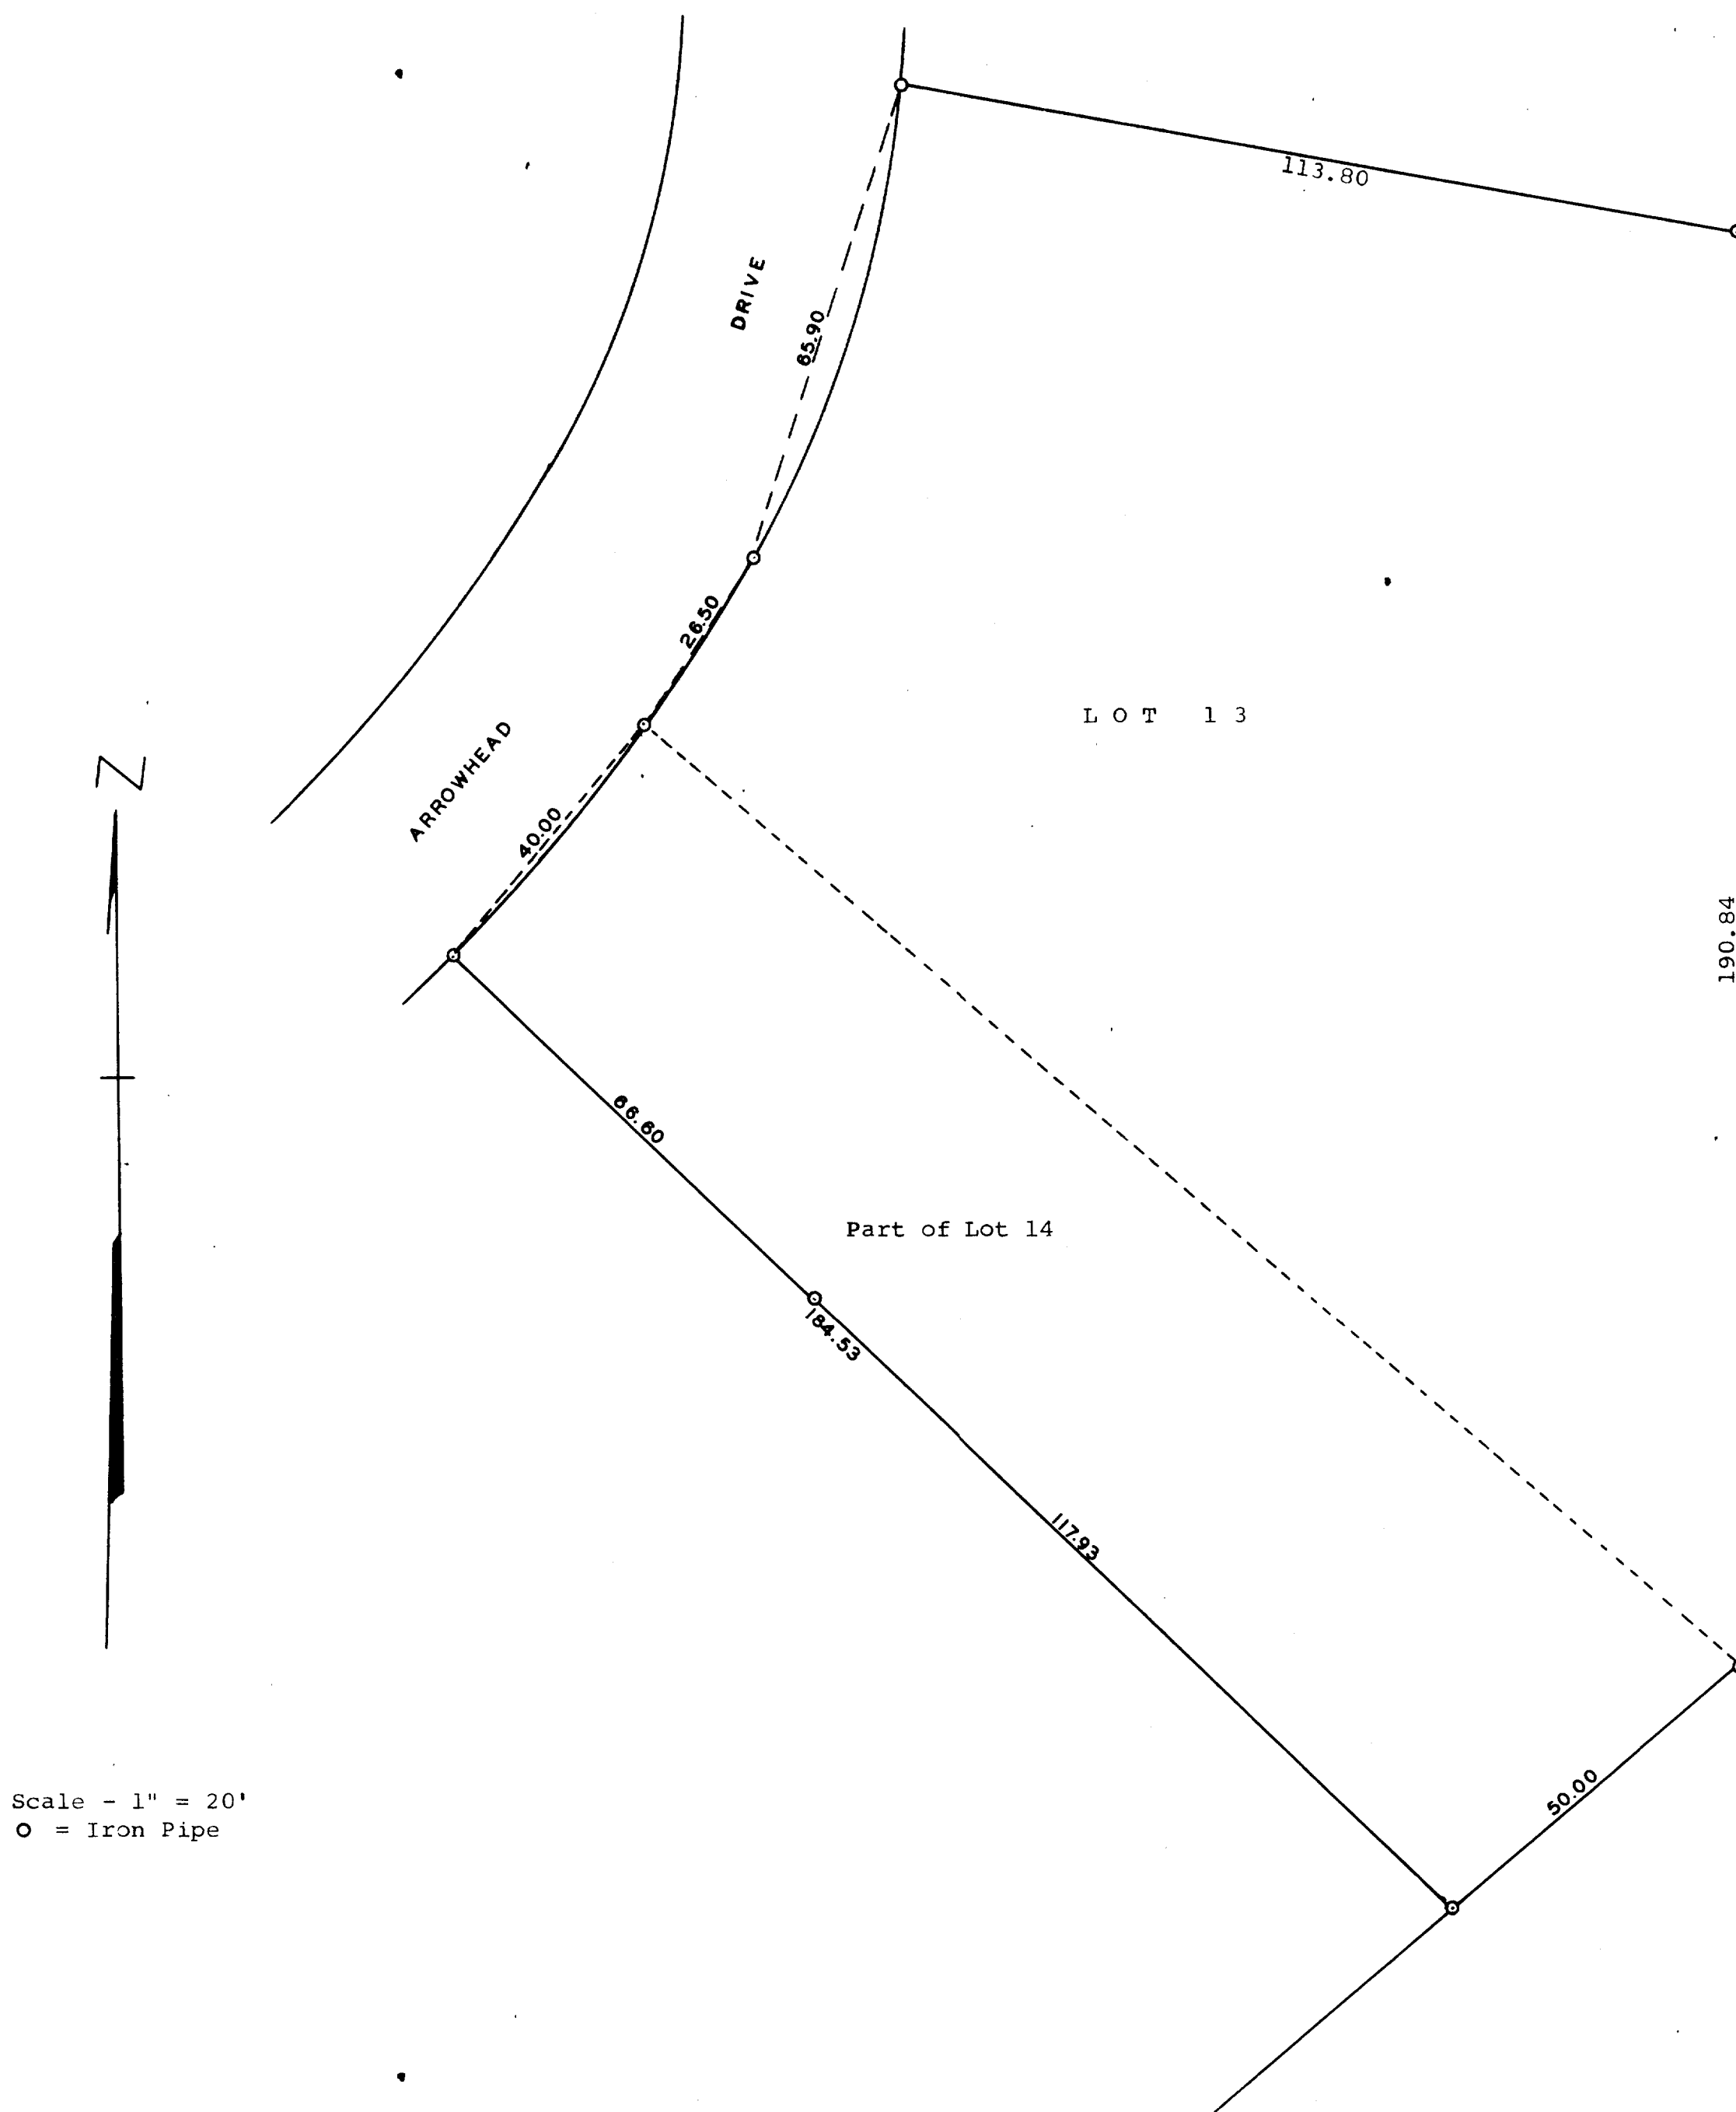 113.80
DRIVE
65.90
26.50
LOT 13
ARROWHEAD
40.00
190.84
N
66.60
Part of Lot 14
184.53
117.93
50.00
Scale - 1" = 20'
O = Iron Pipe